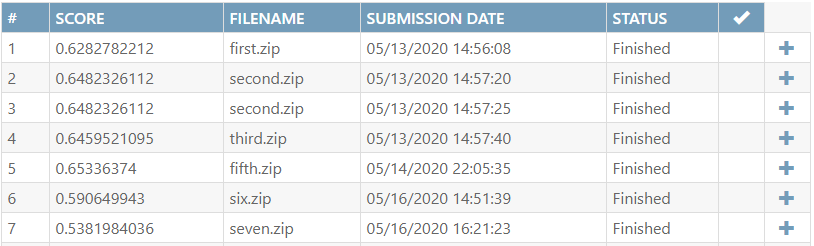 # SCORE FILENAME SUBMISSION DATE STATUS ✔
1 0.6282782212 first.zip 05/13/2020 14:56:08 Finished +
2 0.6482326112 second.zip 05/13/2020 14:57:20 Finished +
3 0.6482326112 second.zip 05/13/2020 14:57:25 Finished +
4 0.6459521095 third.zip 05/13/2020 14:57:40 Finished +
5 0.65336374 fifth.zip 05/14/2020 22:05:35 Finished +
6 0.590649943 six.zip 05/16/2020 14:51:39 Finished +
7 0.5381984036 seven.zip 05/16/2020 16:21:23 Finished +